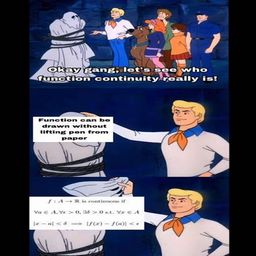 Okay gang, let's see who
function continuity really is!
Function can be
drawn without
lifting pen from
paper
f : A → ℝ is continuous if
∀a ∈ A, ∀ε > 0, ∃δ > 0 s.t. ∀x ∈ A
|x − a| < δ ⟹ |f(x) − f(a)| < ε